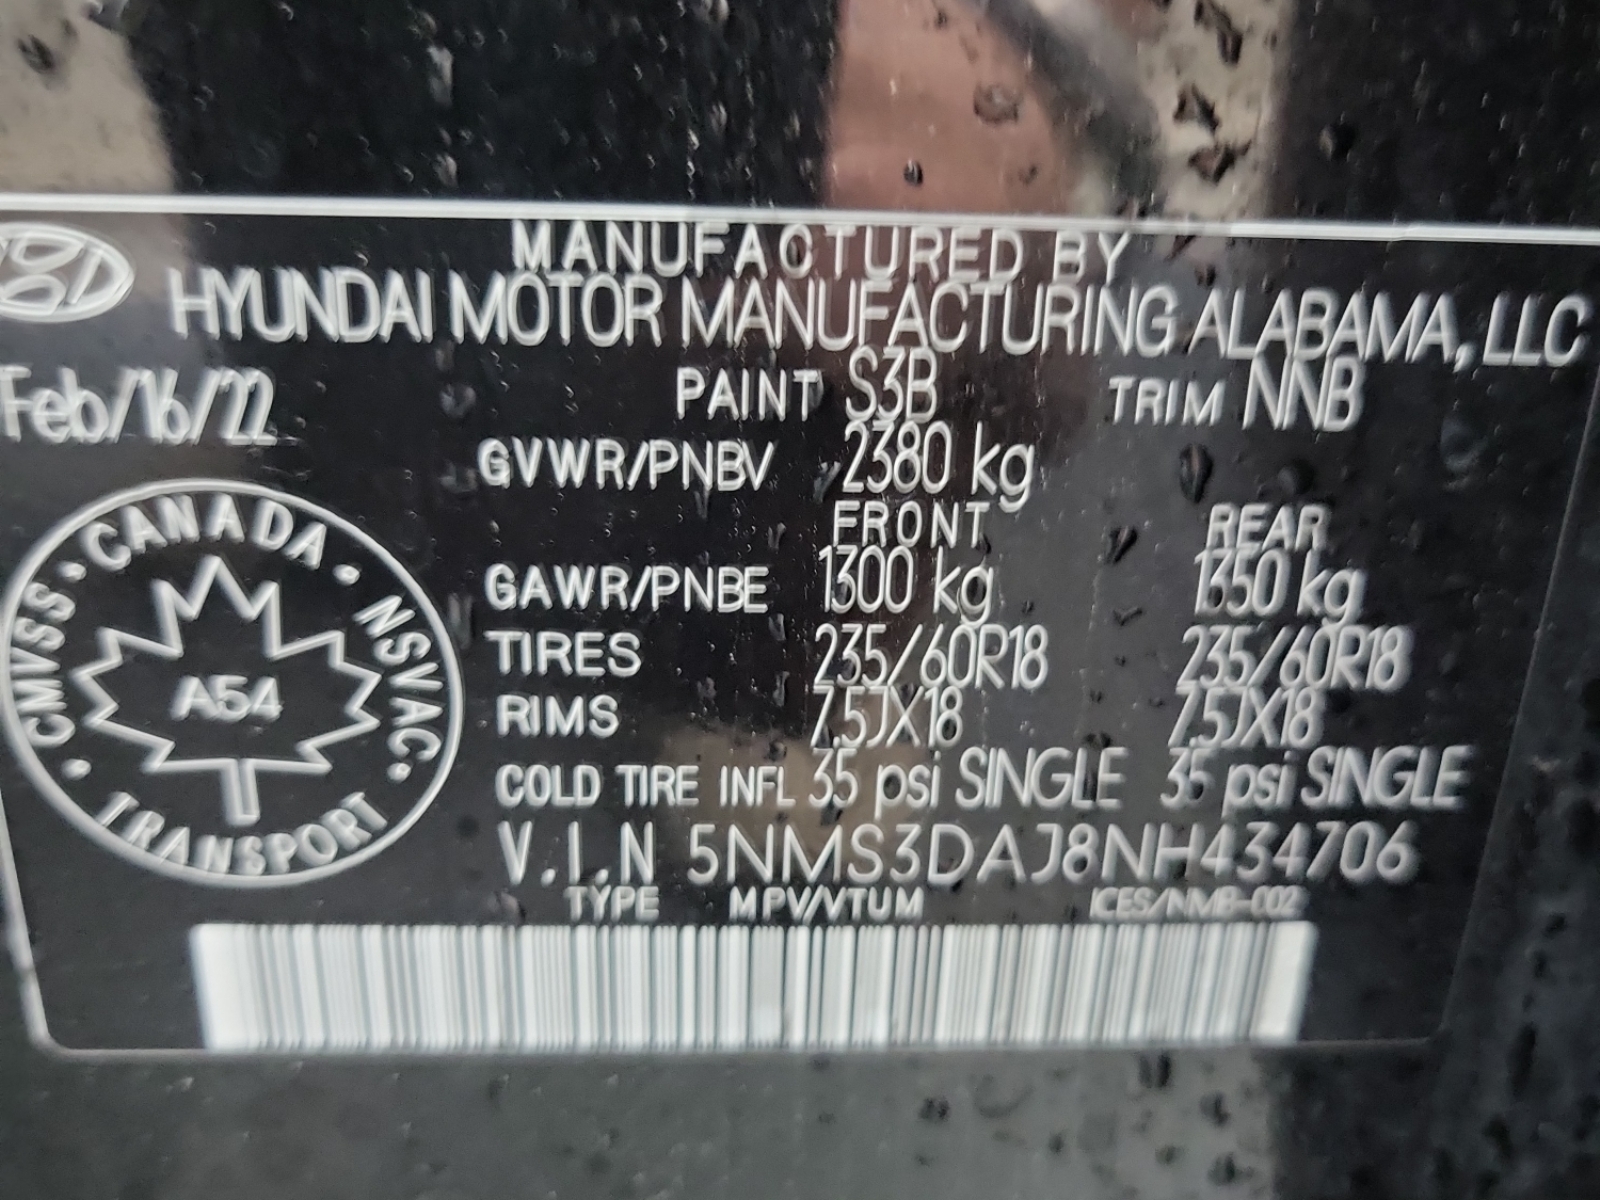 MANUFACTURED BY
HYUNDAI MOTOR MANUFACTURING ALABAMA, LLC
Feb/16/22 PAINT S3B TRIM NNB
GVWR/PNBV 2380 kg
FRONT REAR
GAWR/PNBE 1300 kg 1350 kg
TIRES 235/60R18 235/60R18
RIMS 7.5JX18 7.5JX18
COLD TIRE INFL 35 psi SINGLE 35 psi SINGLE
V.I.N 5NMS3DAJ8NH434706
TYPE MPV/VTUM ICES/NMB-002
CANADA
CMVSS · NSVAC
A54
TRANSPORT